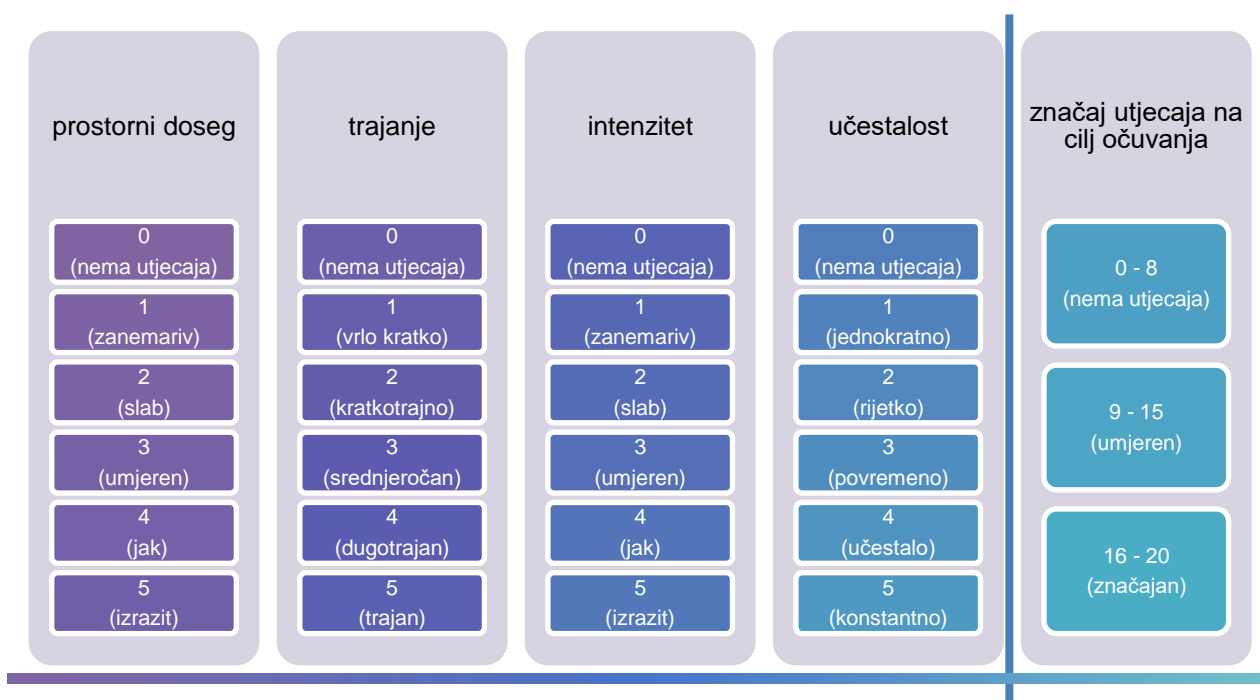 prostorni doseg
0
(nema utjecaja)
1
(zanemariv)
2
(slab)
3
(umjeren)
4
(jak)
5
(izrazit)
trajanje
0
(nema utjecaja)
1
(vrlo kratko)
2
(kratkotrajno)
3
(srednjeročan)
4
(dugotrajan)
5
(trajan)
intenzitet
0
(nema utjecaja)
1
(zanemariv)
2
(slab)
3
(umjeren)
4
(jak)
5
(izrazit)
učestalost
0
(nema utjecaja)
1
(jednokratno)
2
(rijetko)
3
(povremeno)
4
(učestalo)
5
(konstantno)
značaj utjecaja na
cilj očuvanja
0 - 8
(nema utjecaja)
9 - 15
(umjeren)
16 - 20
(značajan)